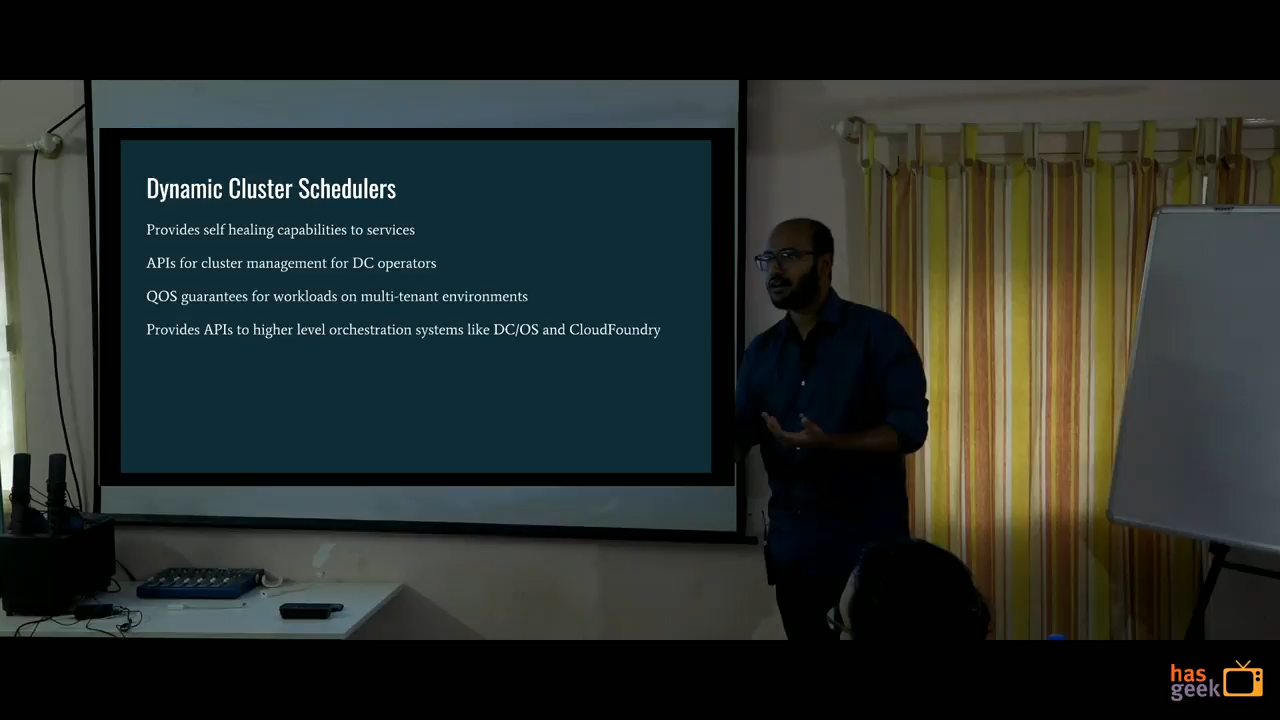 Dynamic Cluster Schedulers
Provides self healing capabilities to services
APIs for cluster management for DC operators
QOS guarantees for workloads on multi-tenant environments
Provides APIs to higher level orchestration systems like DC/OS and CloudFoundry
has
geek